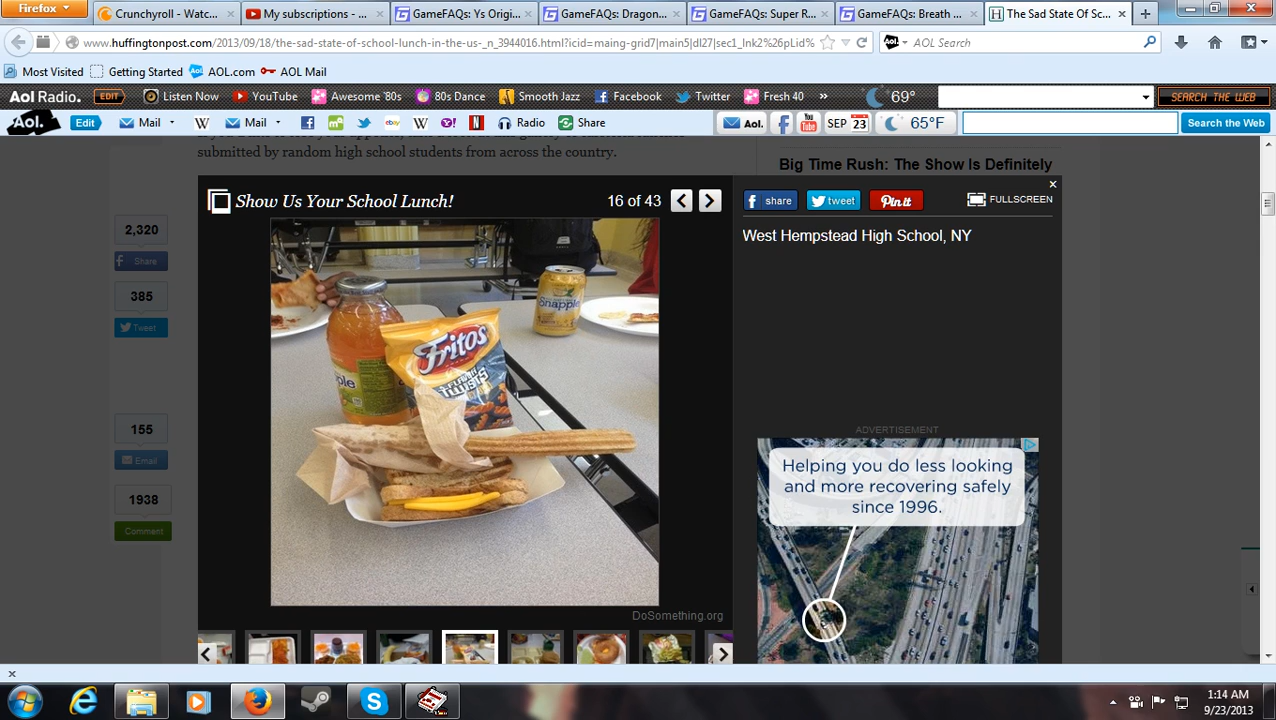 Firefox
Crunchyroll - Watc...
My subscriptions - ...
GameFAQs: Ys Origi...
GameFAQs: Dragon...
GameFAQs: Super R...
GameFAQs: Breath ...
The Sad State Of Sc...
www.huffingtonpost.com/2013/09/18/the-sad-state-of-school-lunch-in-the-us-_n_3944016.html?icid=maing-grid7|main5|dl27|sec1_lnk2%26pLid%
Aol.
AOL Search
Most Visited
Getting Started
AOL.com
AOL Mail
Aol Radio.
EDIT
Listen Now
YouTube
Awesome '80s
80s Dance
Smooth Jazz
Facebook
Twitter
Fresh 40
69°
SEARCH THE WEB
Aol.
Edit
Mail
Mail
Radio
Share
Aol.
SEP 23
65°F
Search the Web
submitted by random high school students from across the country.
Big Time Rush: The Show Is Definitely
Show Us Your School Lunch!
16 of 43
share
tweet
Pin it
FULLSCREEN
West Hempstead High School, NY
2,320
Share
385
Tweet
155
Email
1938
Comment
Snapple
Fritos
FLAVOR
TWISTS
ADVERTISEMENT
Helping you do less looking
and more recovering safely
since 1996.
DoSomething.org
1:14 AM
9/23/2013